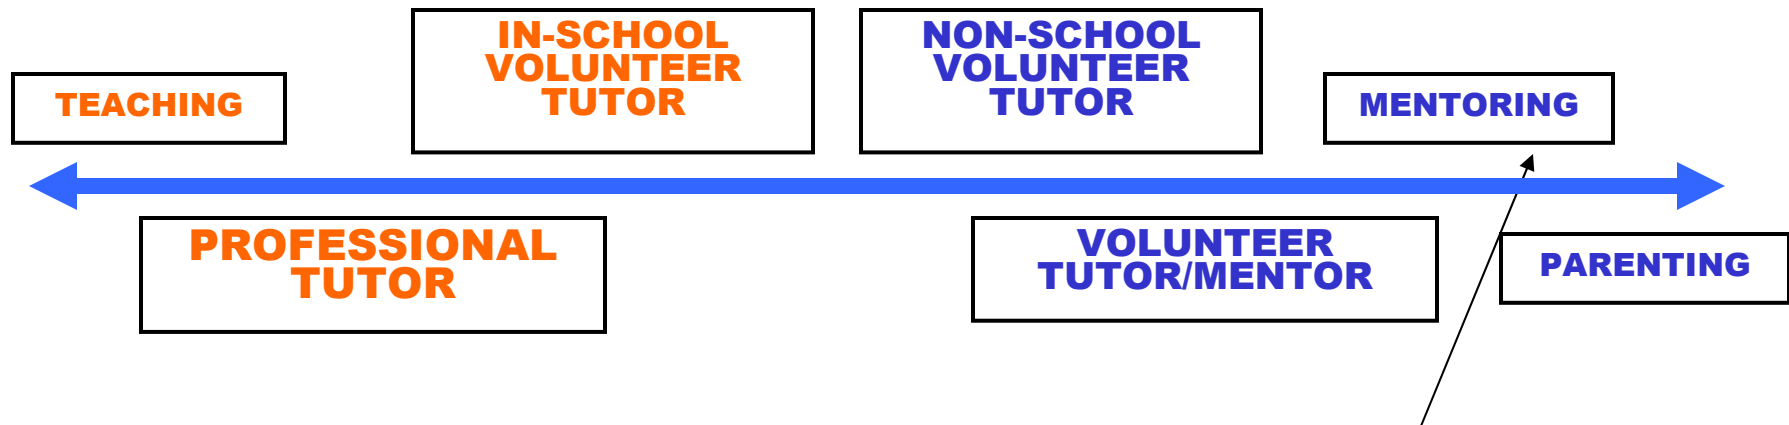 IN-SCHOOL
VOLUNTEER
TUTOR
NON-SCHOOL
VOLUNTEER
TUTOR
TEACHING
MENTORING
PROFESSIONAL
TUTOR
VOLUNTEER
TUTOR/MENTOR
PARENTING